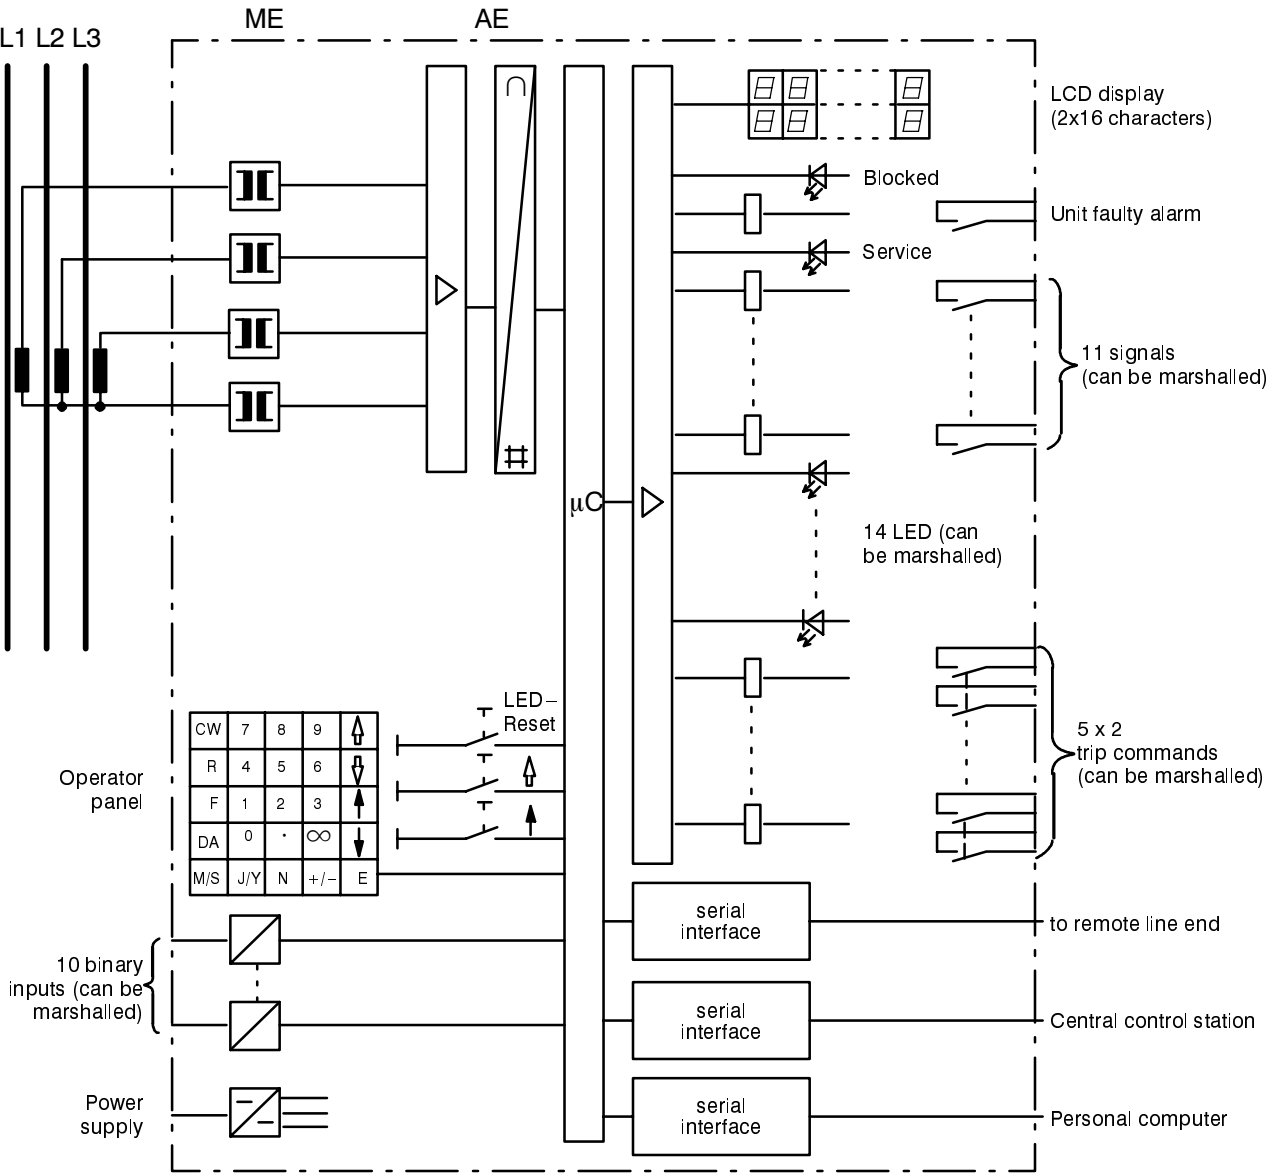 ME
AE
L1 L2 L3
LCD display
(2x16 characters)
Blocked
Unit faulty alarm
Service
11 signals
(can be marshalled)
µC
14 LED (can
be marshalled)
5 x 2
trip commands
(can be marshalled)
LED–
Reset
Operator
panel
CW 7 8 9
R 4 5 6
F 1 2 3
DA 0 . ∞
M/S J/Y N +/− E
10 binary
inputs (can be
marshalled)
serial
interface
to remote line end
serial
interface
Central control station
Power
supply
serial
interface
Personal computer